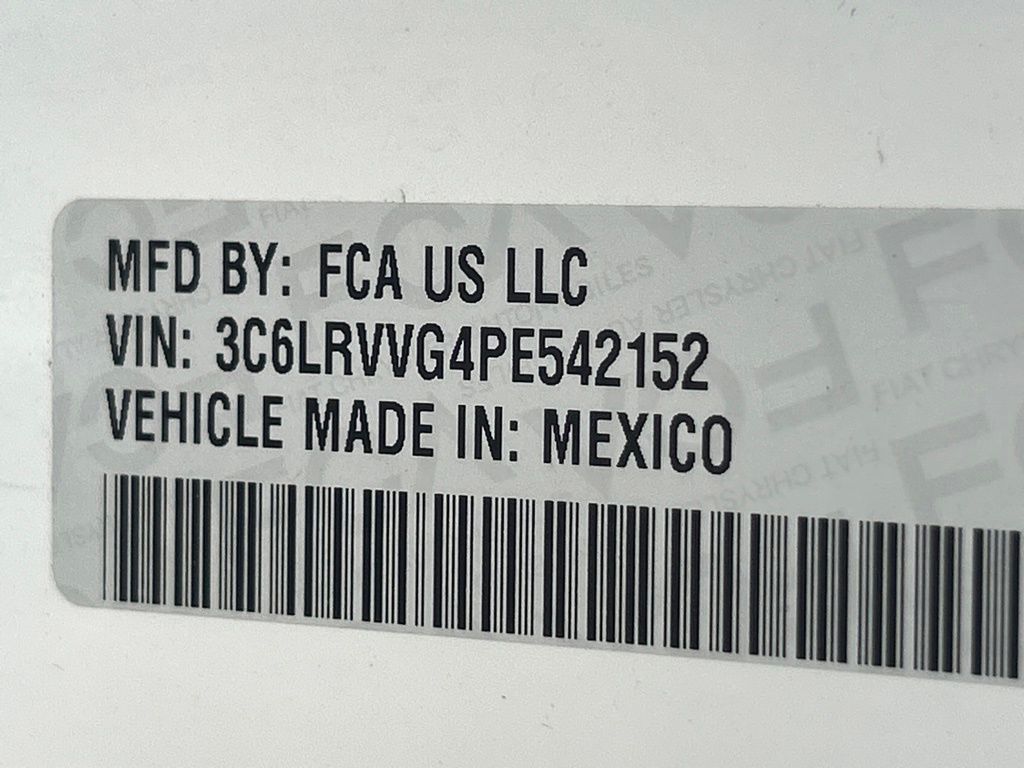 MFD BY: FCA US LLC
VIN: 3C6LRVVG4PE542152
VEHICLE MADE IN: MEXICO